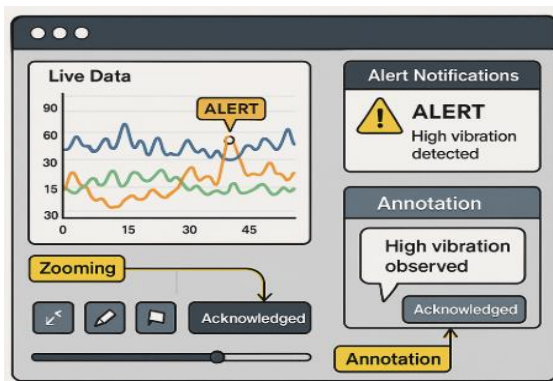 Live Data
ALERT
90
60
30
15
30
0 15 30 45
Zooming
Acknowledged
Alert Notifications
ALERT
High vibration
detected
Annotation
High vibration
observed
Acknowledged
Annotation